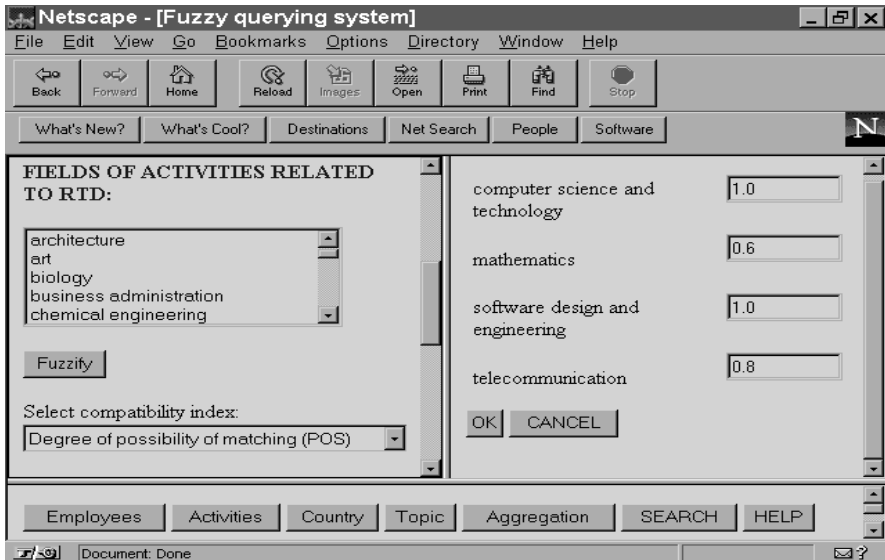 Netscape - [Fuzzy querying system]
File Edit View Go Bookmarks Options Directory Window Help
Back Forward Home Reload Images Open Print Find Stop
What's New? What's Cool? Destinations Net Search People Software
N
FIELDS OF ACTIVITIES RELATED
TO RTD:
architecture
art
biology
business administration
chemical engineering
Fuzzify
Select compatibility index:
Degree of possibility of matching (POS)
computer science and
technology
1.0
mathematics
0.6
software design and
engineering
1.0
telecommunication
0.8
OK CANCEL
Employees Activities Country Topic Aggregation SEARCH HELP
Document: Done
?